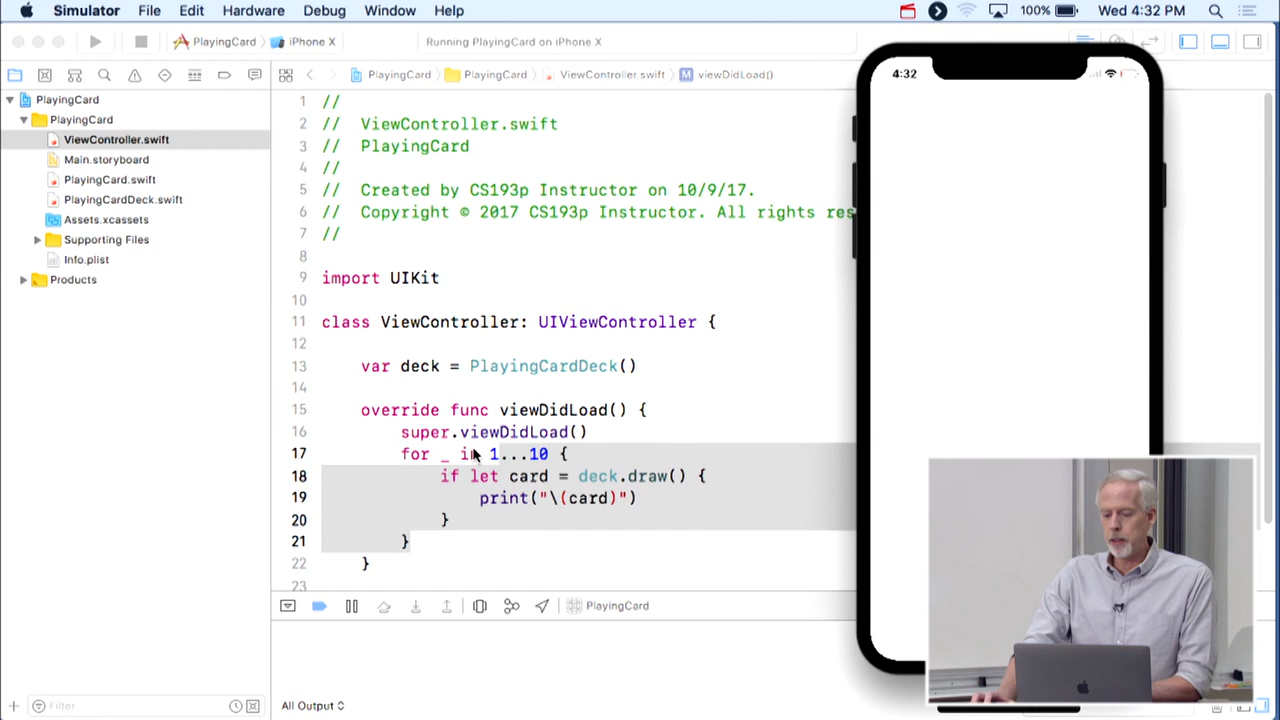 Simulator File Edit Hardware Debug Window Help 100% Wed 4:32 PM
PlayingCard iPhone X Running PlayingCard on iPhone X
PlayingCard PlayingCard ViewController.swift M viewDidLoad()
PlayingCard
PlayingCard
ViewController.swift
Main.storyboard
PlayingCard.swift
PlayingCardDeck.swift
Assets.xcassets
Supporting Files
Info.plist
Products
4:32
1 //
2 // ViewController.swift
3 // PlayingCard
4 //
5 // Created by CS193p Instructor on 10/9/17.
6 // Copyright © 2017 CS193p Instructor. All rights res
7 //
8
9 import UIKit
10
11 class ViewController: UIViewController {
12
13 var deck = PlayingCardDeck()
14
15 override func viewDidLoad() {
16 super.viewDidLoad()
17 for _ in 1...10 {
18 if let card = deck.draw() {
19 print("\(card)")
20 }
21 }
22 }
23
PlayingCard
Filter
All Output